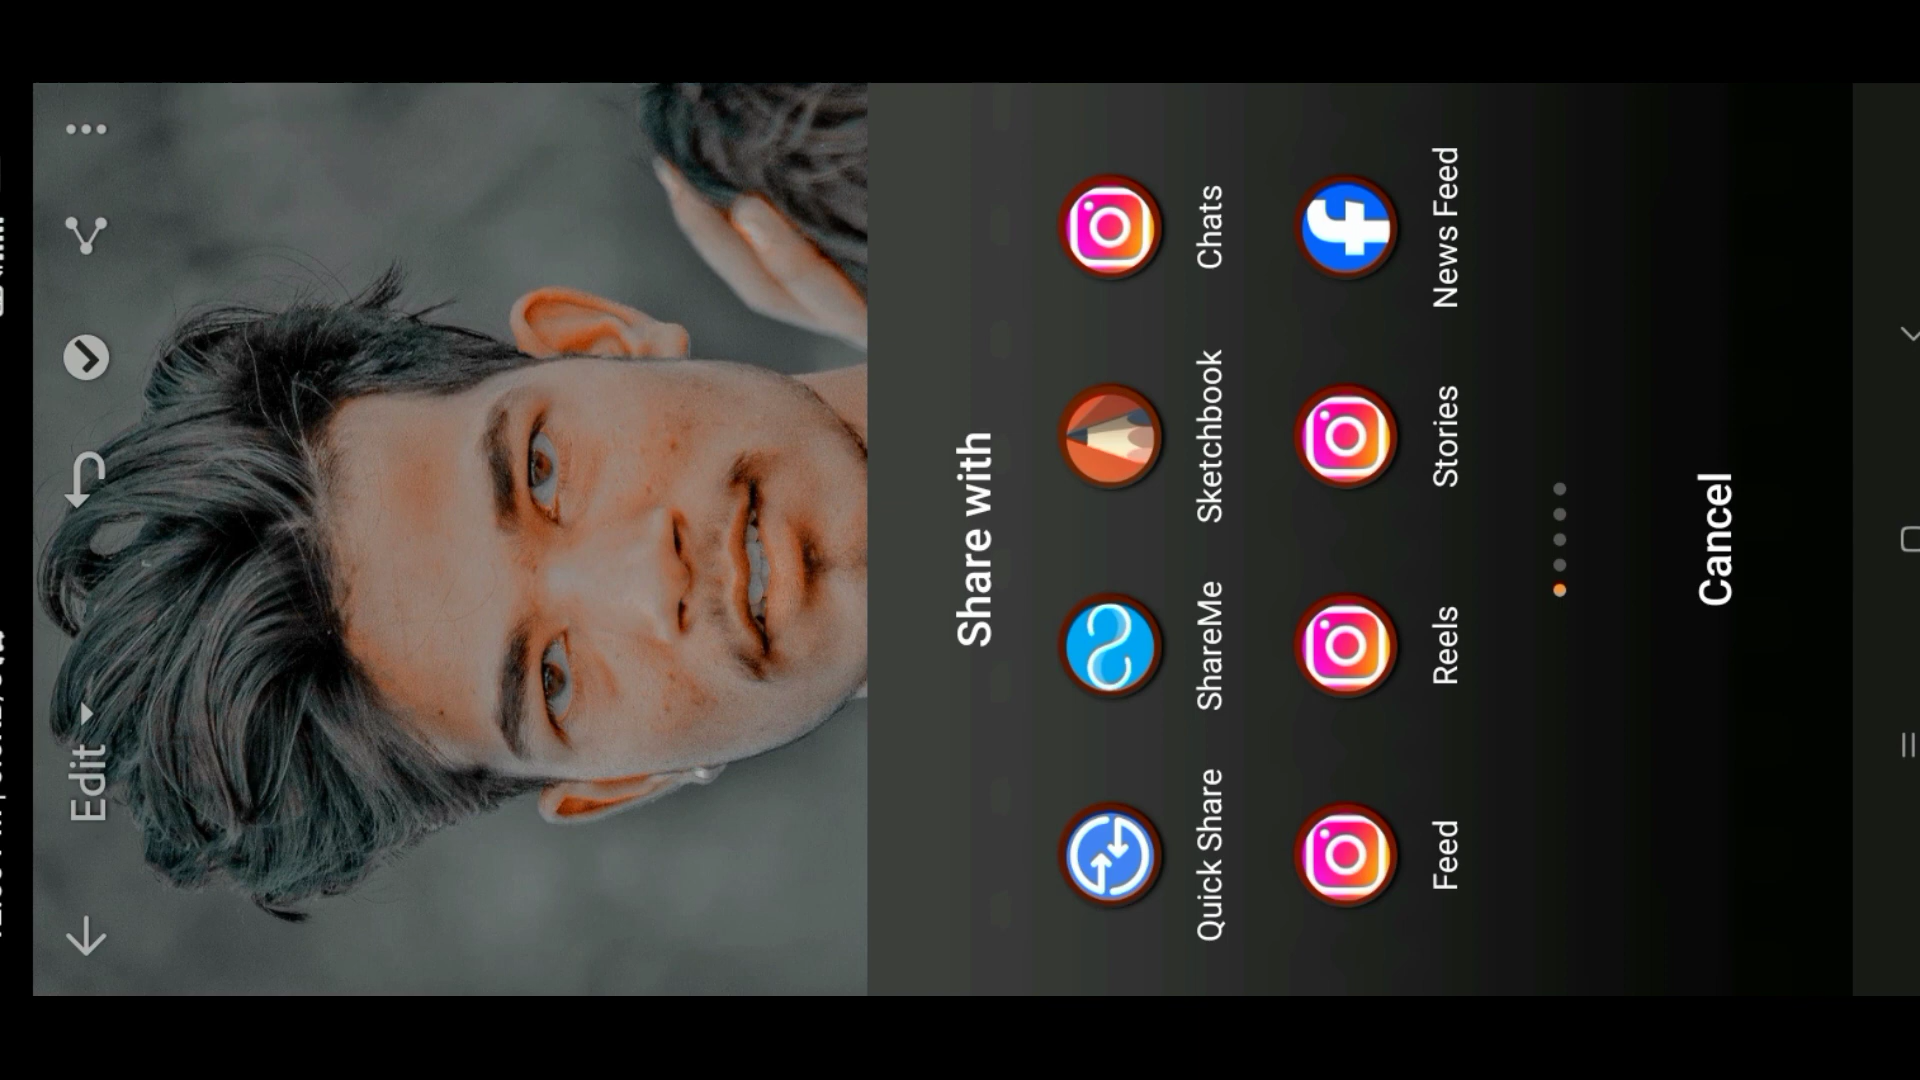 Edit
Share with
Quick Share
ShareMe
Sketchbook
Chats
Feed
Reels
Stories
News Feed
Cancel